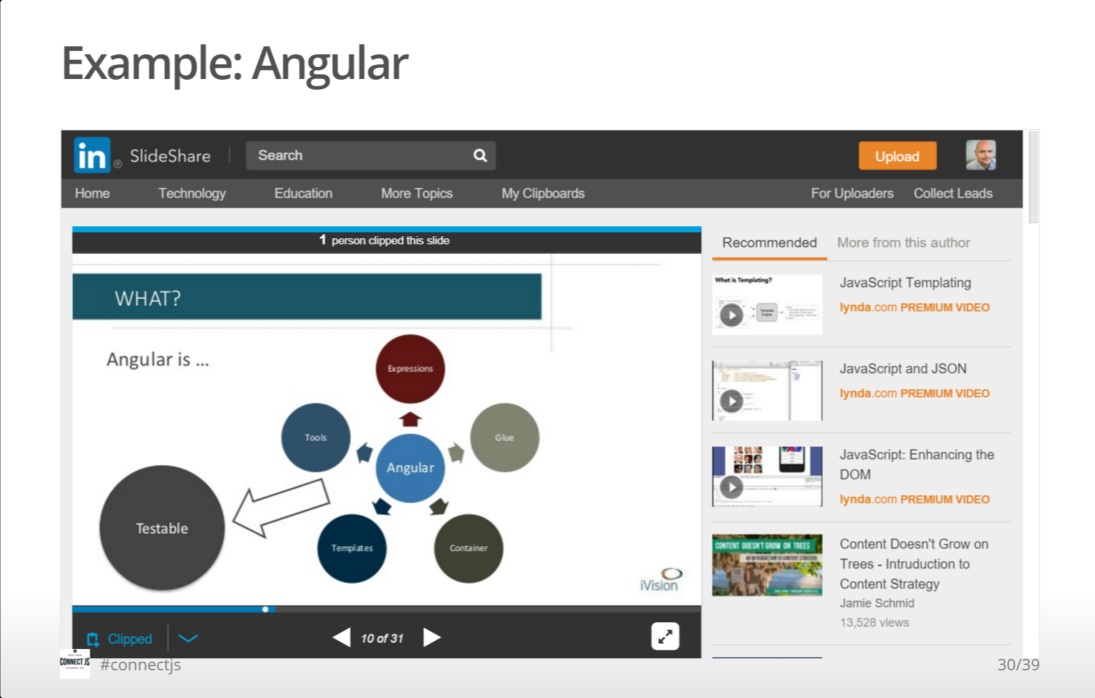 Example: Angular
in ® SlideShare
Search
Upload
Home Technology Education More Topics My Clipboards For Uploaders Collect Leads
1 person clipped this slide
WHAT?
Angular is ...
Expressions
Tools
Glue
Angular
Testable
Templates
Container
iVision
Clipped
10 of 31
Recommended More from this author
What is Templating?
JavaScript Templating
lynda.com PREMIUM VIDEO
JavaScript and JSON
lynda.com PREMIUM VIDEO
JavaScript: Enhancing the
DOM
lynda.com PREMIUM VIDEO
CONTENT DOESN'T GROW ON TREES
Content Doesn't Grow on
Trees - Intruduction to
Content Strategy
Jamie Schmid
13,528 views
CONNECT JS
#connectjs
30/39